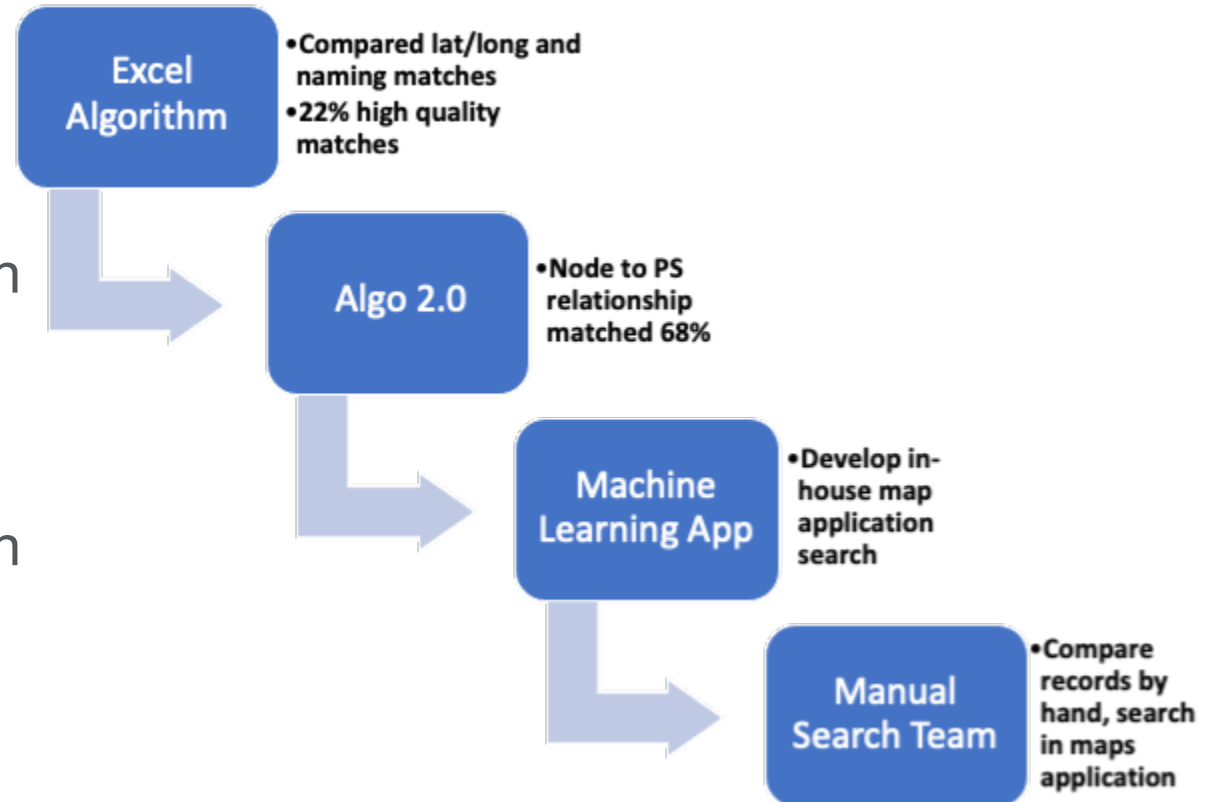 Excel
Algorithm
•Compared lat/long and
naming matches
•22% high quality
matches
n
Algo 2.0
•Node to PS
relationship
matched 68%
n
Machine
Learning App
•Develop in-
house map
application
search
Manual
Search Team
•Compare
records by
hand, search
in maps
application